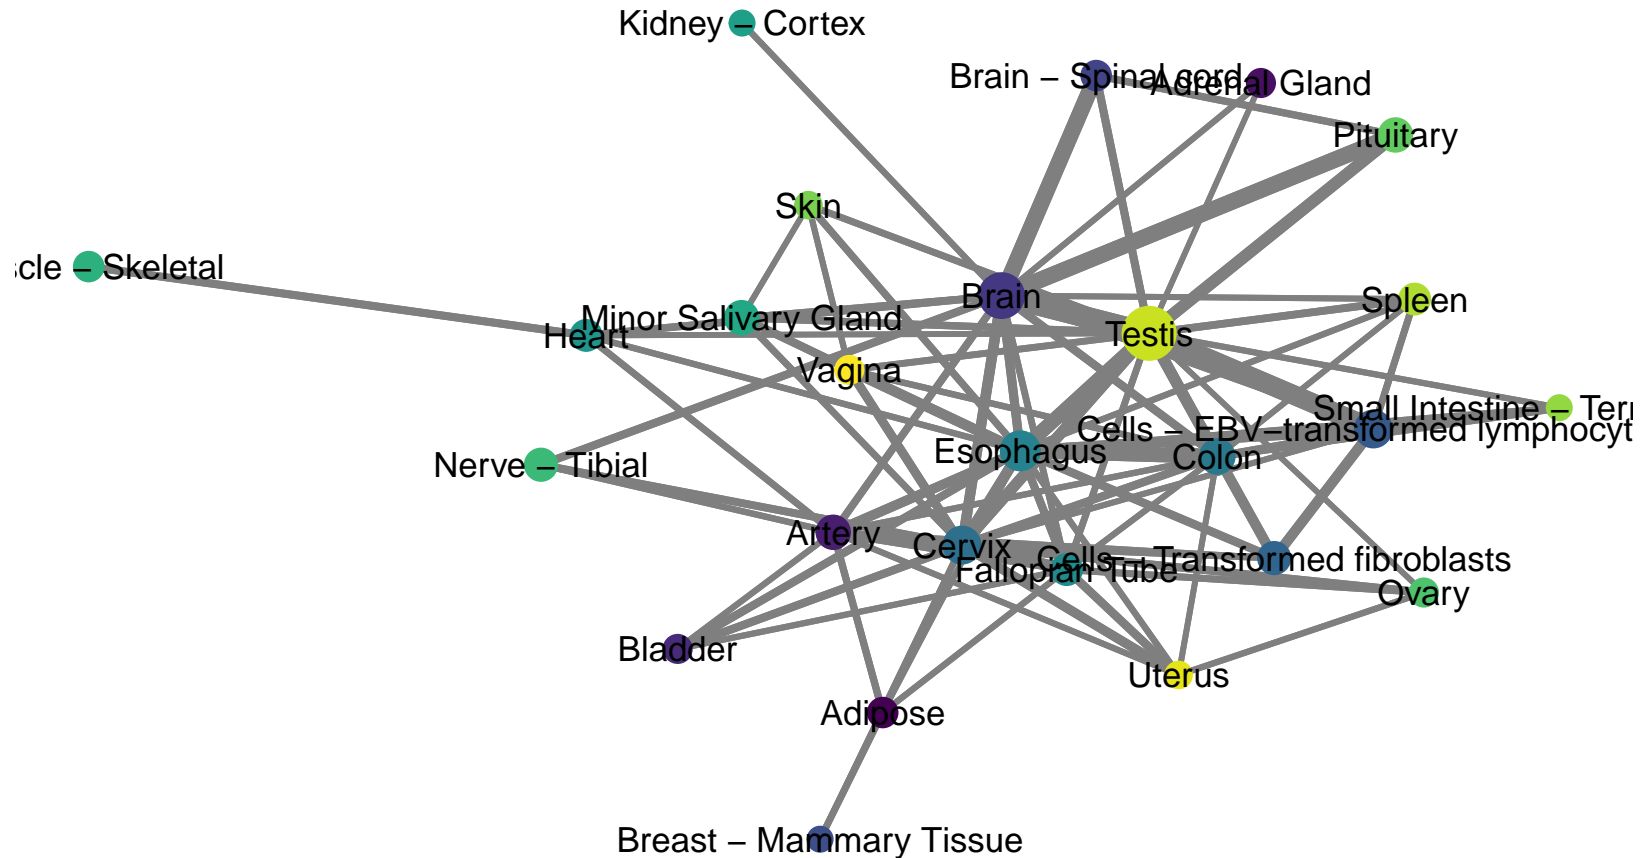 Kidney – Cortex
Brain – Spinal cord
Adrenal Gland
Pituitary
Skin
scle – Skeletal
Brain
Spleen
Minor Salivary Gland
Heart
Testis
Vagina
Small Intestine – Ter
Cells – EBV–transformed lymphocyt
Esophagus
Colon
Nerve – Tibial
Artery
Cervix
Cells – Transformed fibroblasts
Fallopian Tube
Ovary
Bladder
Uterus
Adipose
Breast – Mammary Tissue